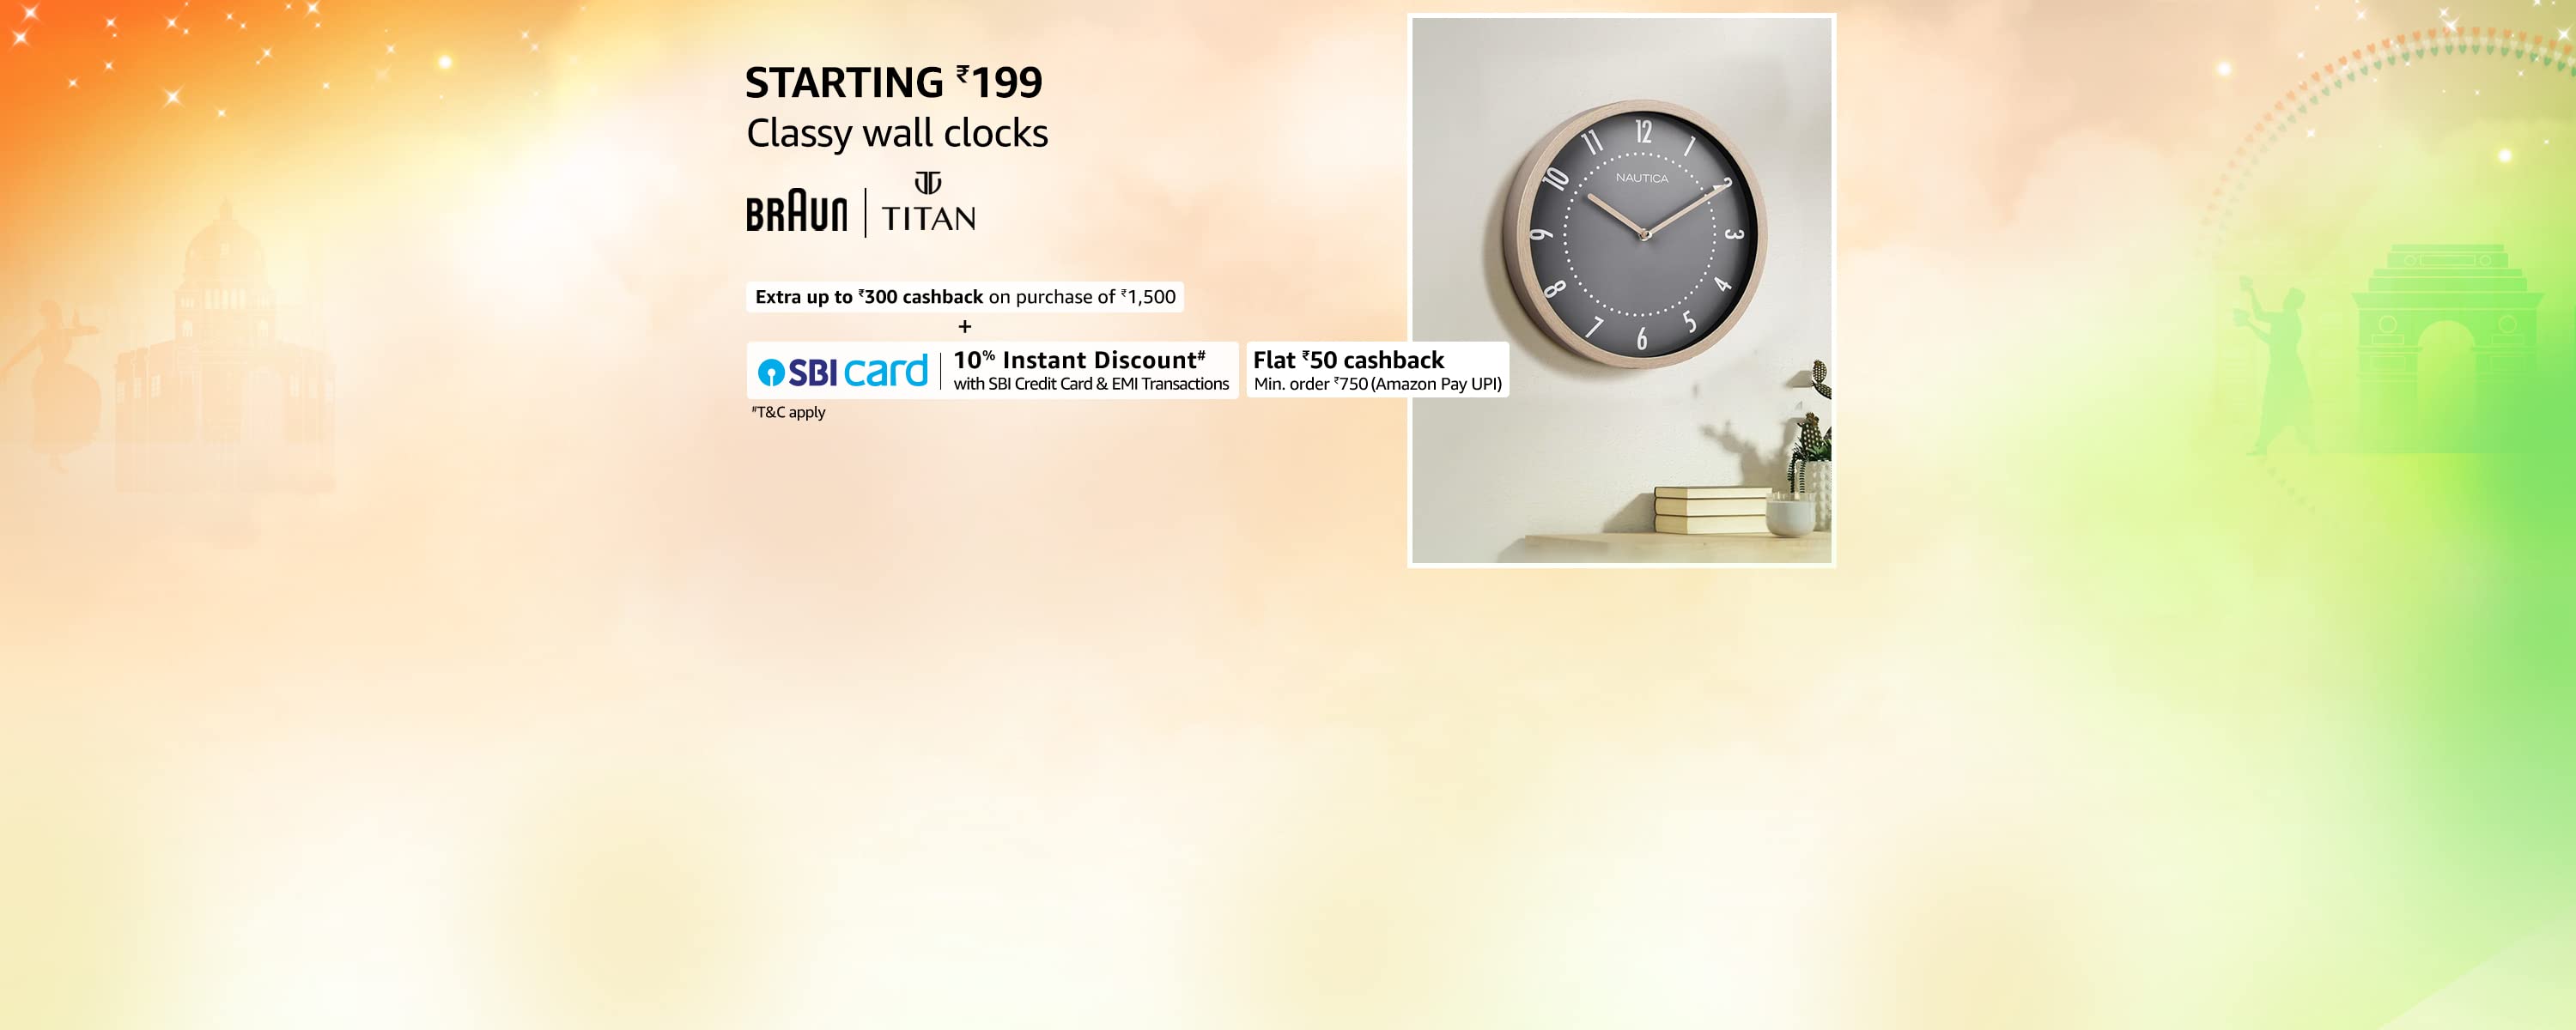 STARTING ₹199
Classy wall clocks
BRAUN | TITAN
Extra up to ₹300 cashback on purchase of ₹1,500
+
SBI card | 10% Instant Discount#
with SBI Credit Card & EMI Transactions
Flat ₹50 cashback
Min. order ₹750 (Amazon Pay UPI)
#T&C apply
NAUTICA
12
1
2
3
4
5
6
7
8
9
10
11